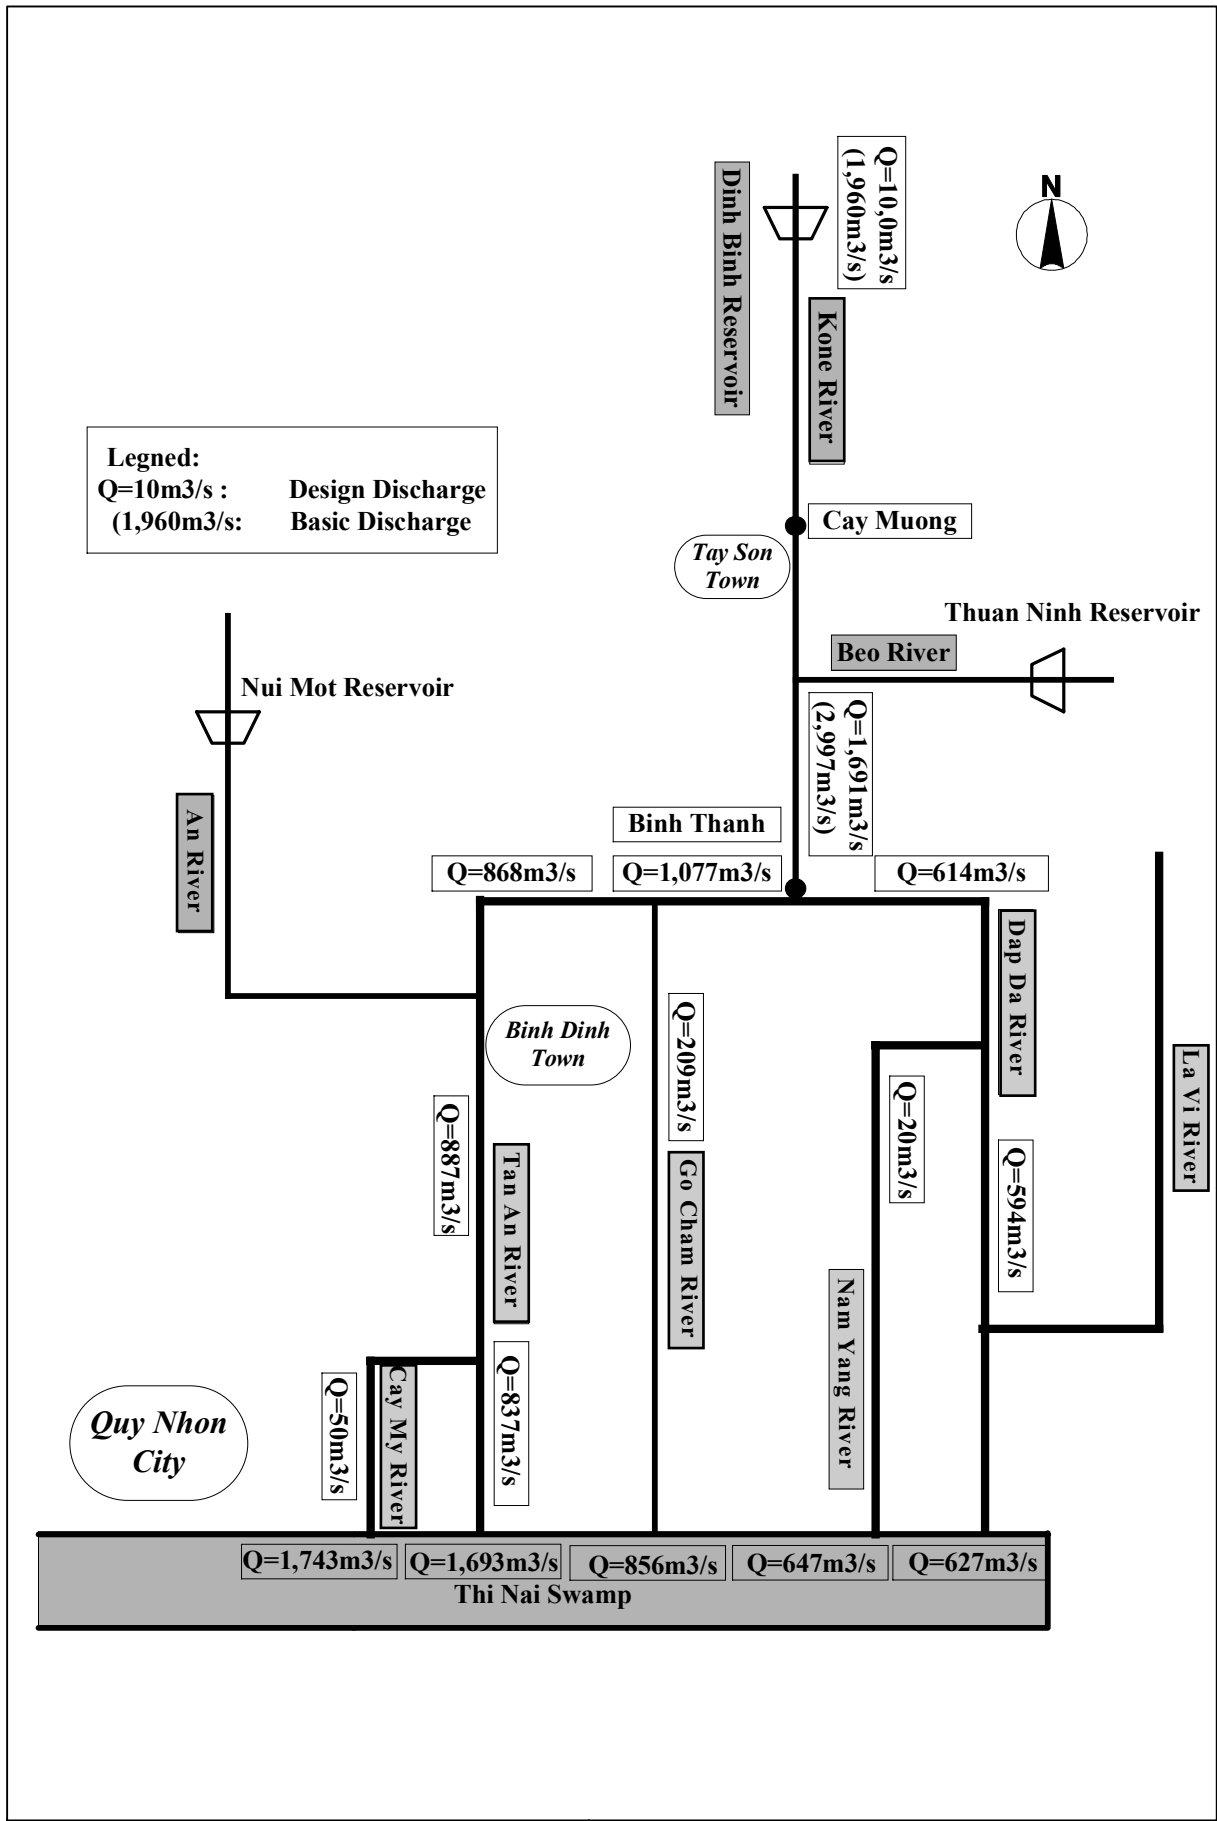 Q=10,0m3/s
(1,960m3/s)
N
Dinh Binh Reservoir
Kone River
Legned:
Q=10m3/s : Design Discharge
(1,960m3/s: Basic Discharge
Cay Muong
Tay Son
Town
Thuan Ninh Reservoir
Beo River
Nui Mot Reservoir
Q=1,691m3/s
(2,997m3/s)
An River
Binh Thanh
Q=868m3/s
Q=1,077m3/s
Q=614m3/s
Dap Da River
Binh Dinh
Town
Q=209m3/s
La Vi River
Q=20m3/s
Q=887m3/s
Tan An River
Go Cham River
Q=594m3/s
Nam Yang River
Quy Nhon
City
Q=50m3/s
Cay My River
Q=837m3/s
Q=1,743m3/s
Q=1,693m3/s
Q=856m3/s
Q=647m3/s
Q=627m3/s
Thi Nai Swamp